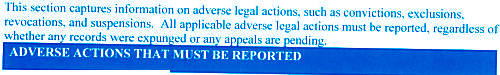 This section captures information on adverse legal actions, such as convictions, exclusions,
revocations, and suspensions. All applicable adverse legal actions must be reported, regardless of
whether any records were expunged or any appeals are pending.
ADVERSE ACTIONS THAT MUST BE REPORTED